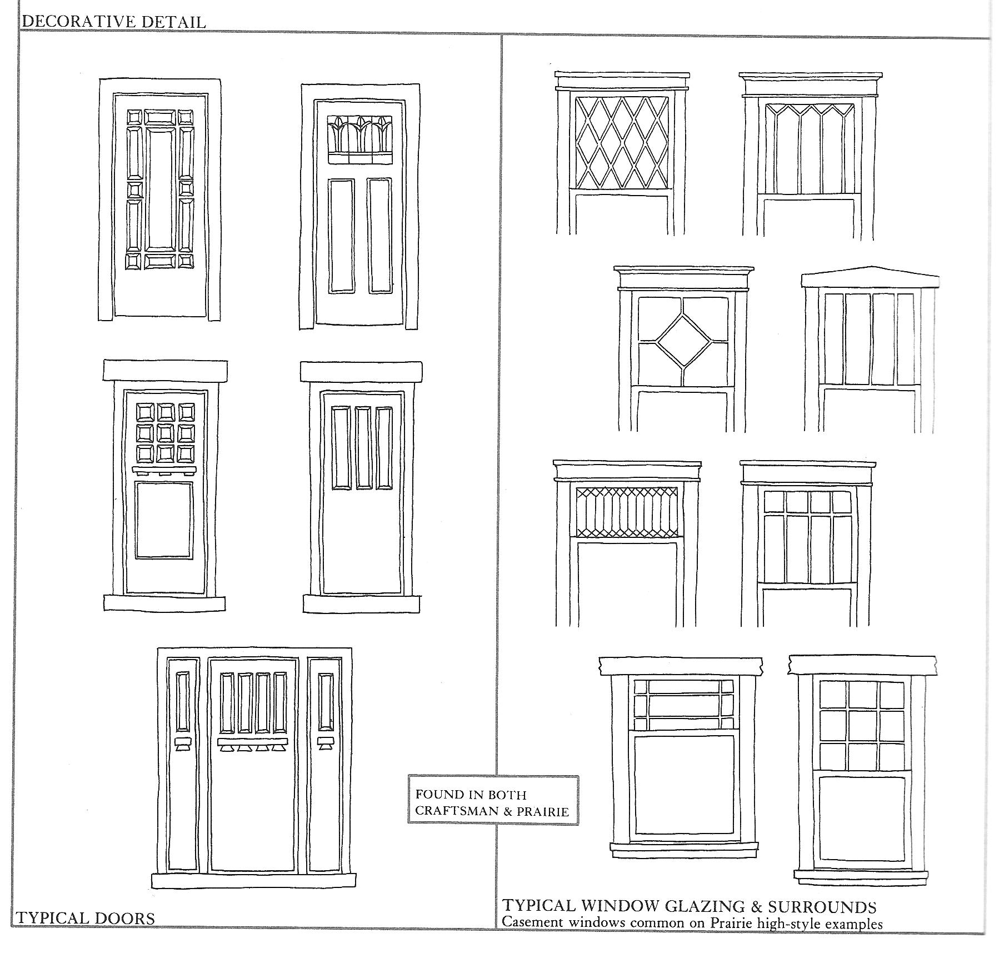 DECORATIVE DETAIL
FOUND IN BOTH
CRAFTSMAN & PRAIRIE
TYPICAL DOORS
TYPICAL WINDOW GLAZING & SURROUNDS
Casement windows common on Prairie high-style examples